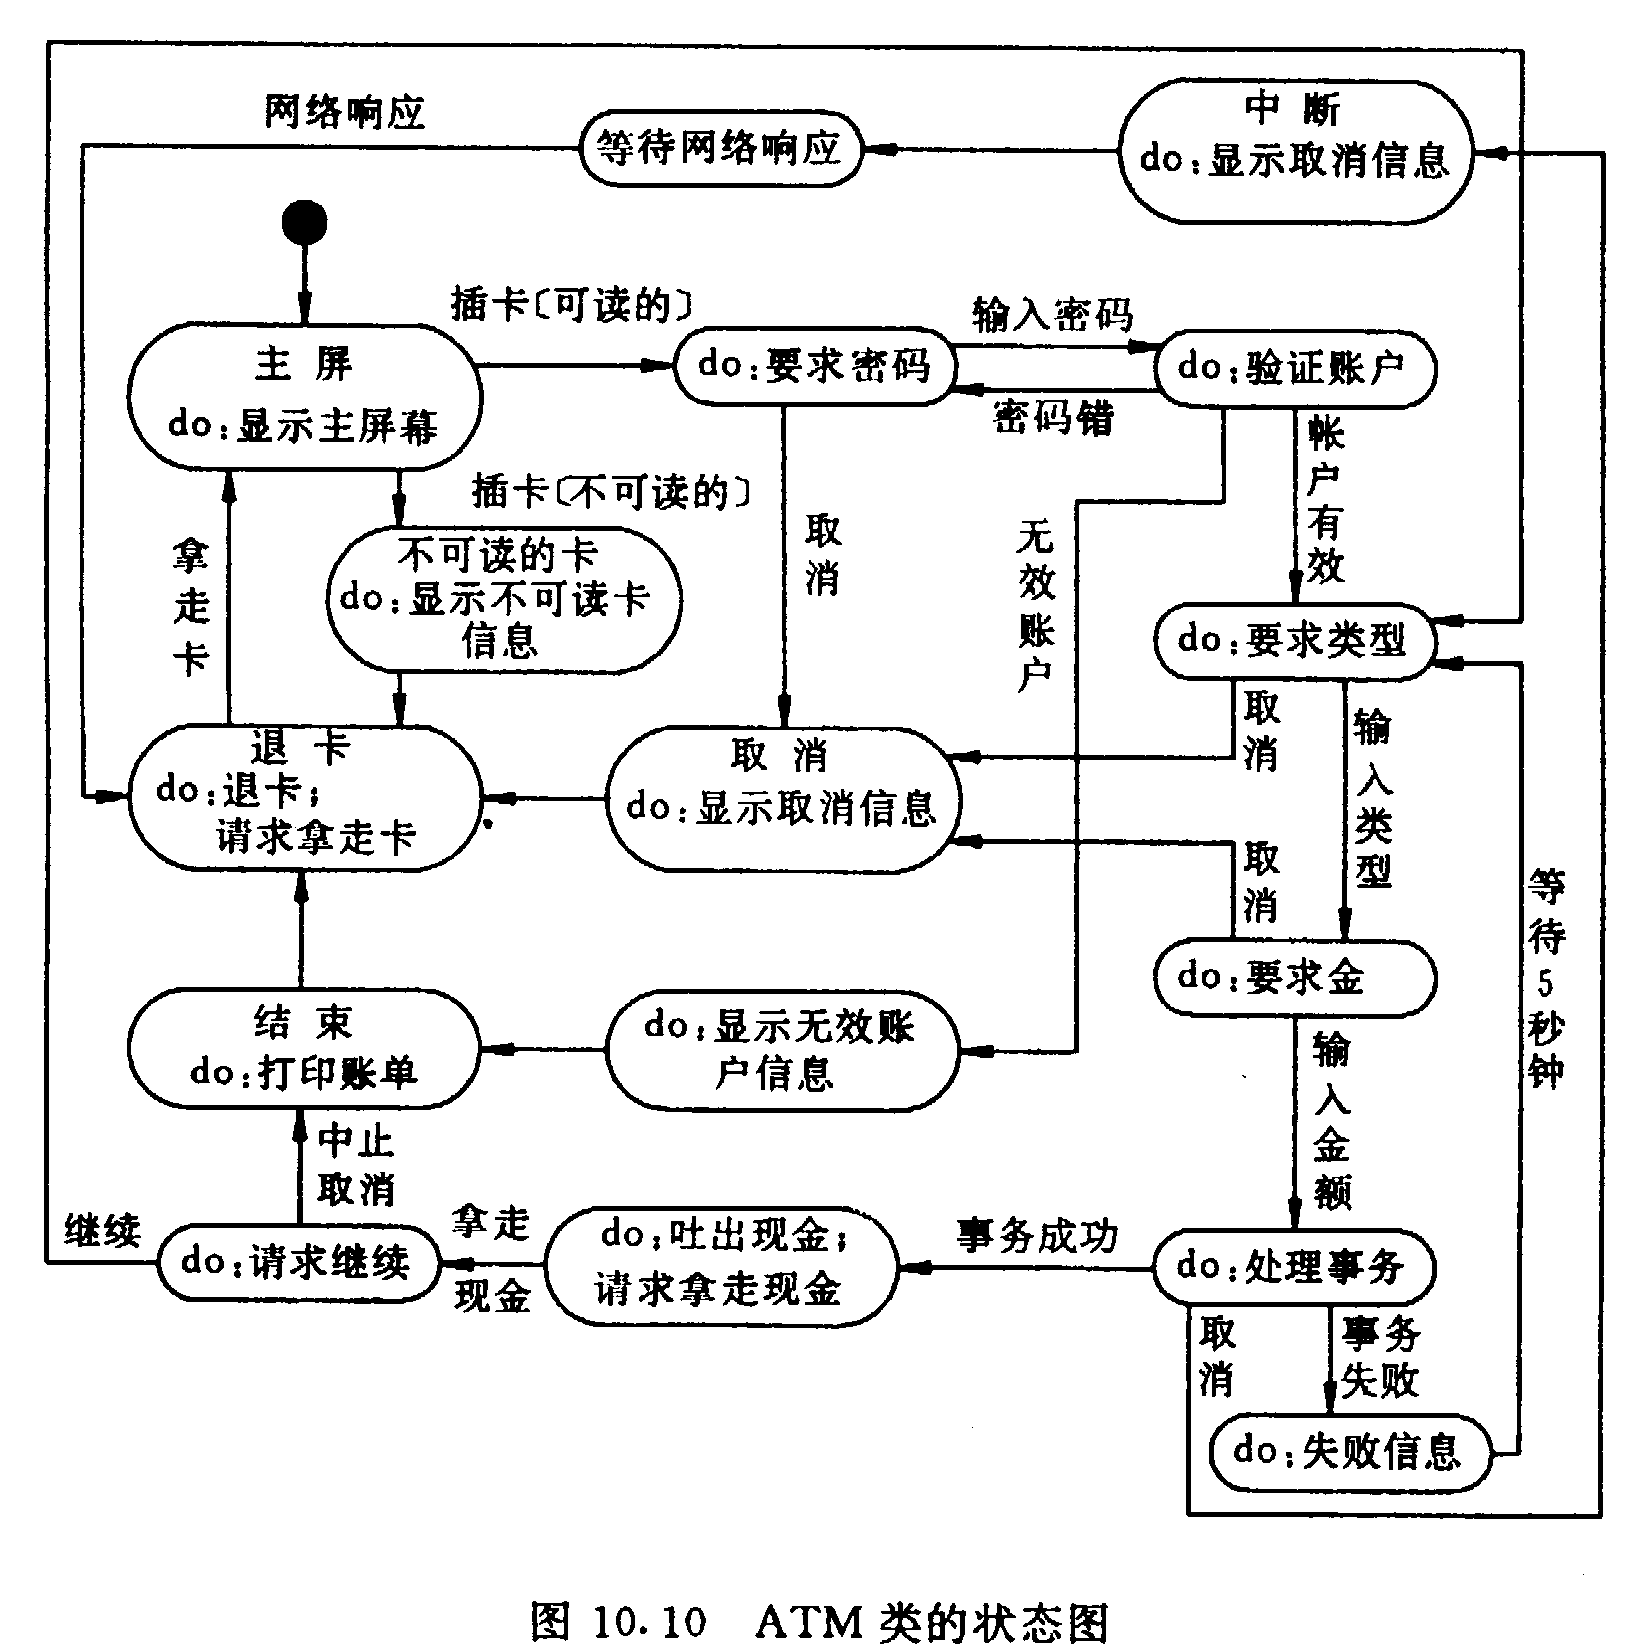 网络响应
等待网络响应
中 断
do:显示取消信息
插卡〔可读的〕
主 屏
do:显示主屏幕
do:要求密码
输入密码
密码错
do:验证账户
帐户有效
插卡〔不可读的〕
不可读的卡
do:显示不可读卡
信息
拿走卡
取消
无效账户
do:要求类型
取消
输入类型
退 卡
do:退卡;
请求拿走卡
取 消
do:显示取消信息
取消
等待5秒钟
do:要求金
结 束
do:打印账单
do:显示无效账
户信息
输入金额
中止
取消
继续
do:请求继续
拿走
现金
do:吐出现金;
请求拿走现金
事务成功
do:处理事务
取消
事务
失败
do:失败信息
图 10.10 ATM 类的状态图